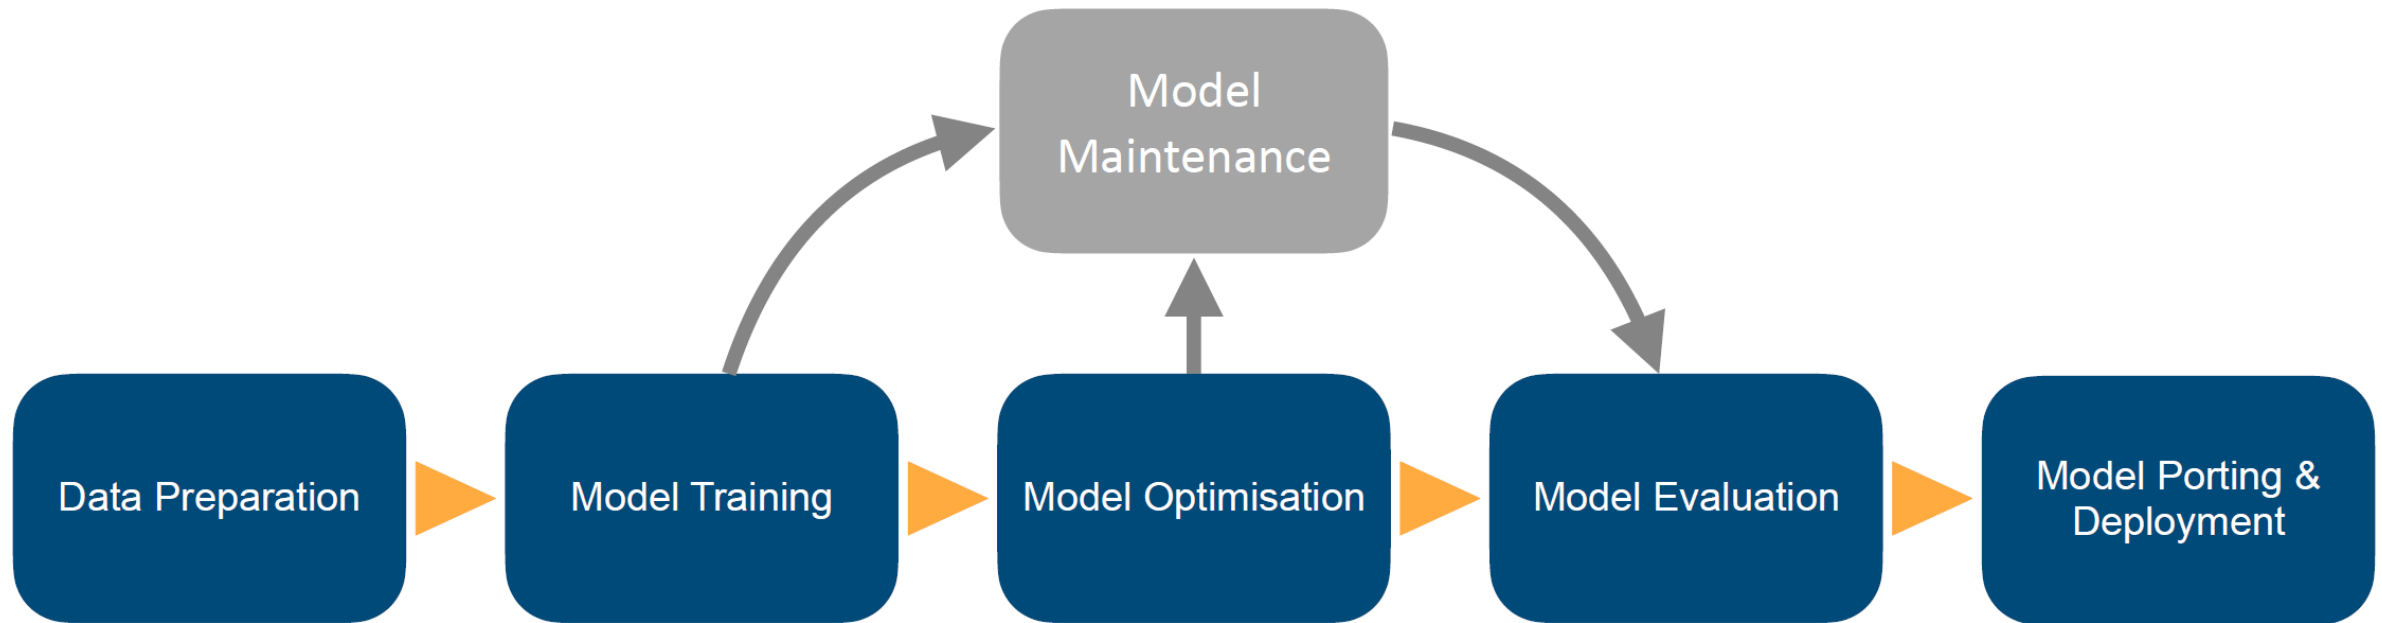 Model
Maintenance
Data Preparation
Model Training
Model Optimisation
Model Evaluation
Model Porting &
Deployment